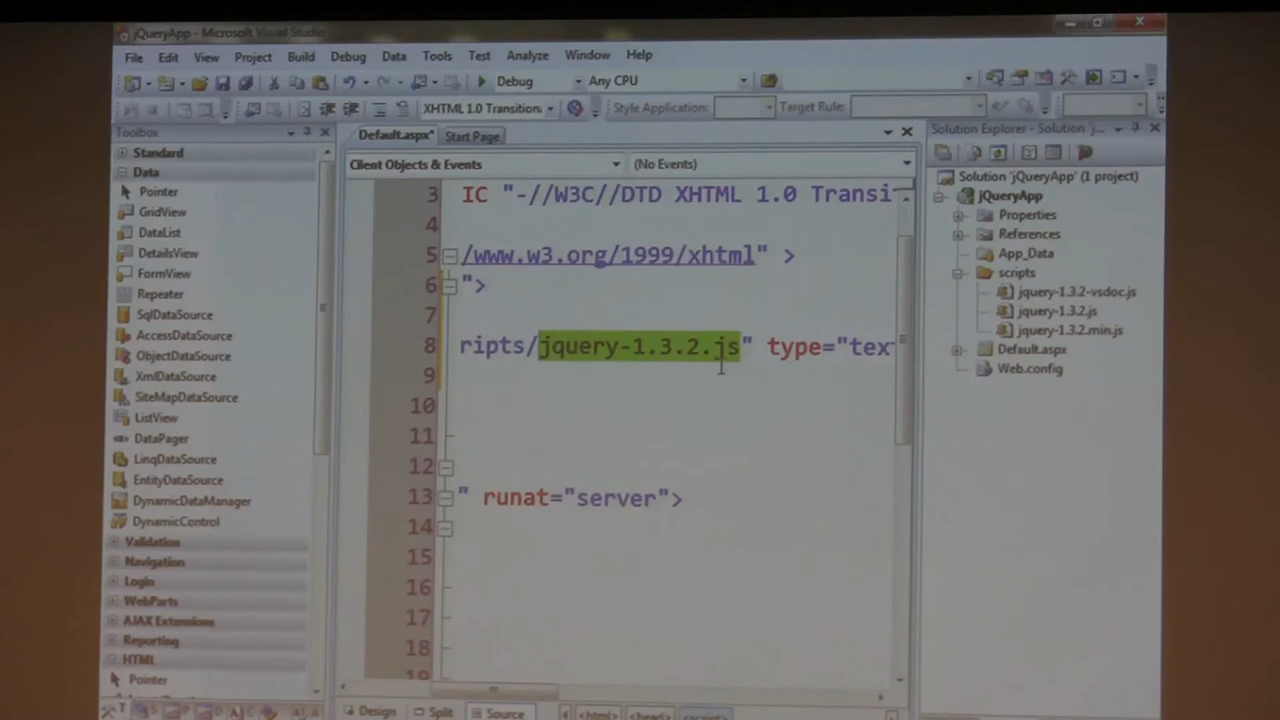 jQueryApp - Microsoft Visual Studio
File Edit View Project Build Debug Data Tools Test Analyze Window Help
Debug Any CPU
XHTML 1.0 Transition Style Application: Target Rule:
Toolbox
Standard
Data
Pointer
GridView
DataList
DetailsView
FormView
Repeater
SqlDataSource
AccessDataSource
ObjectDataSource
XmlDataSource
SiteMapDataSource
ListView
DataPager
LinqDataSource
EntityDataSource
DynamicDataManager
DynamicControl
Validation
Navigation
Login
WebParts
AJAX Extensions
Reporting
HTML
Pointer
Default.aspx* Start Page
Client Objects & Events (No Events)
3 IC "-//W3C//DTD XHTML 1.0 Transi
4
5 /www.w3.org/1999/xhtml" >
6 ">
7
8 ripts/jquery-1.3.2.js" type="tex
9
10
11
12
13 " runat="server">
14
15
16
17
18
19
Design Split Source <html> <head> <script>
Solution Explorer - Solution 'j...
Solution 'jQueryApp' (1 project)
jQueryApp
Properties
References
App_Data
scripts
jquery-1.3.2-vsdoc.js
jquery-1.3.2.js
jquery-1.3.2.min.js
Default.aspx
Web.config